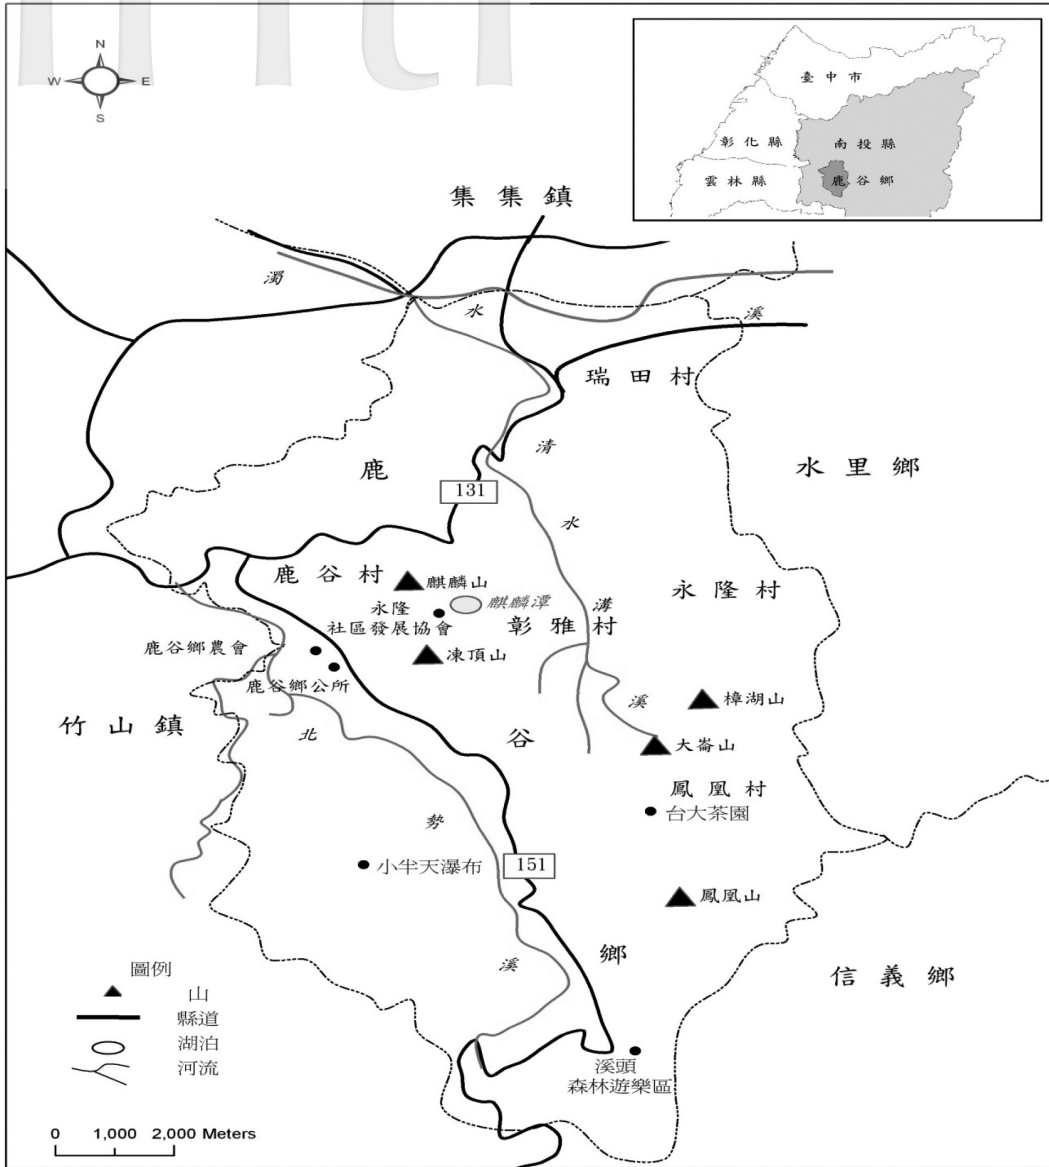 N
W E
S
臺中市
彰化縣 南投縣
雲林縣 鹿谷鄉
集集鎮
濁
水
溪
瑞田村
清
鹿
水里鄉
131
水
鹿谷村
麒麟山
永隆村
麒麟潭
永隆
社區發展協會
彰雅村
溝
鹿谷鄉農會
凍頂山
鹿谷鄉公所
溪
樟湖山
竹山鎮
北
谷
大崙山
鳳凰村
台大茶園
勢
小半天瀑布
151
鳳凰山
鄉
溪
信義鄉
圖例
山
縣道
湖泊
河流
溪頭
森林遊樂區
0 1,000 2,000 Meters